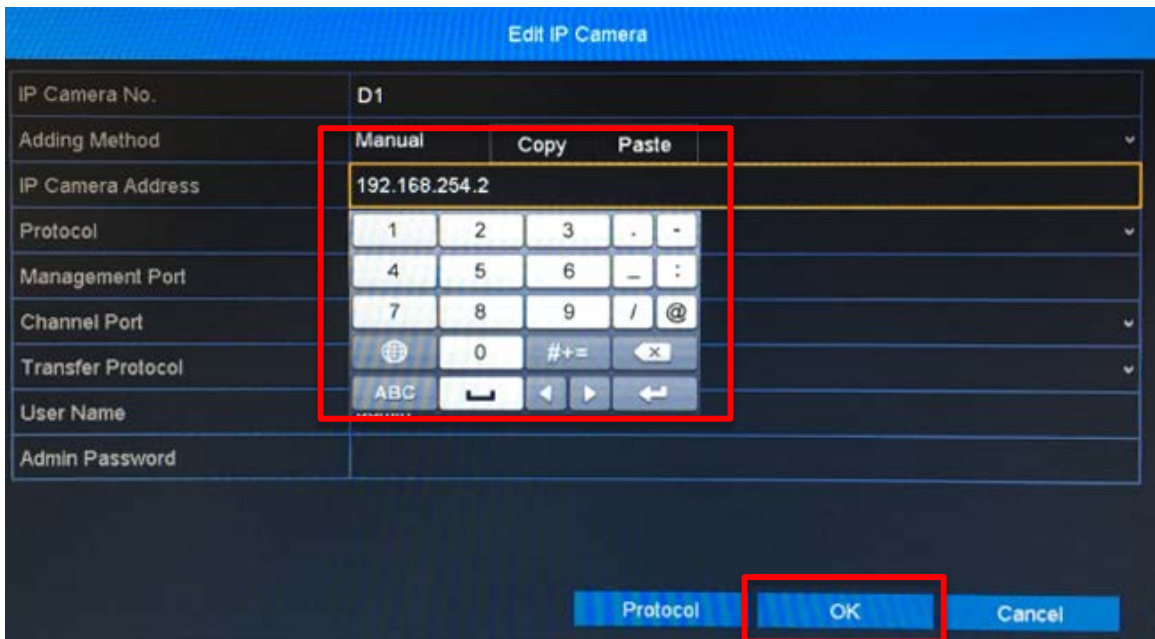 Edit IP Camera
IP Camera No. D1
Adding Method Manual Copy Paste
IP Camera Address 192.168.254.2
Protocol 1 2 3 . -
Management Port 4 5 6 _ :
Channel Port 7 8 9 / @
Transfer Protocol 0 #+=
ABC
User Name
Admin Password
Protocol OK Cancel